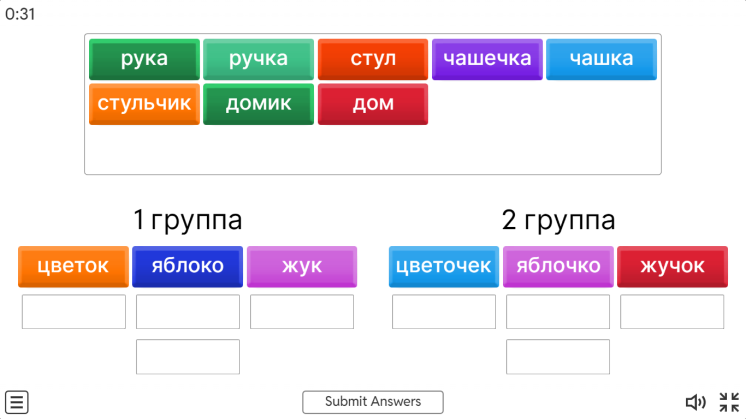 0:31
рука ручка стул чашечка чашка
стульчик домик дом
1 группа 2 группа
цветок яблоко жук цветочек яблочко жучок
Submit Answers